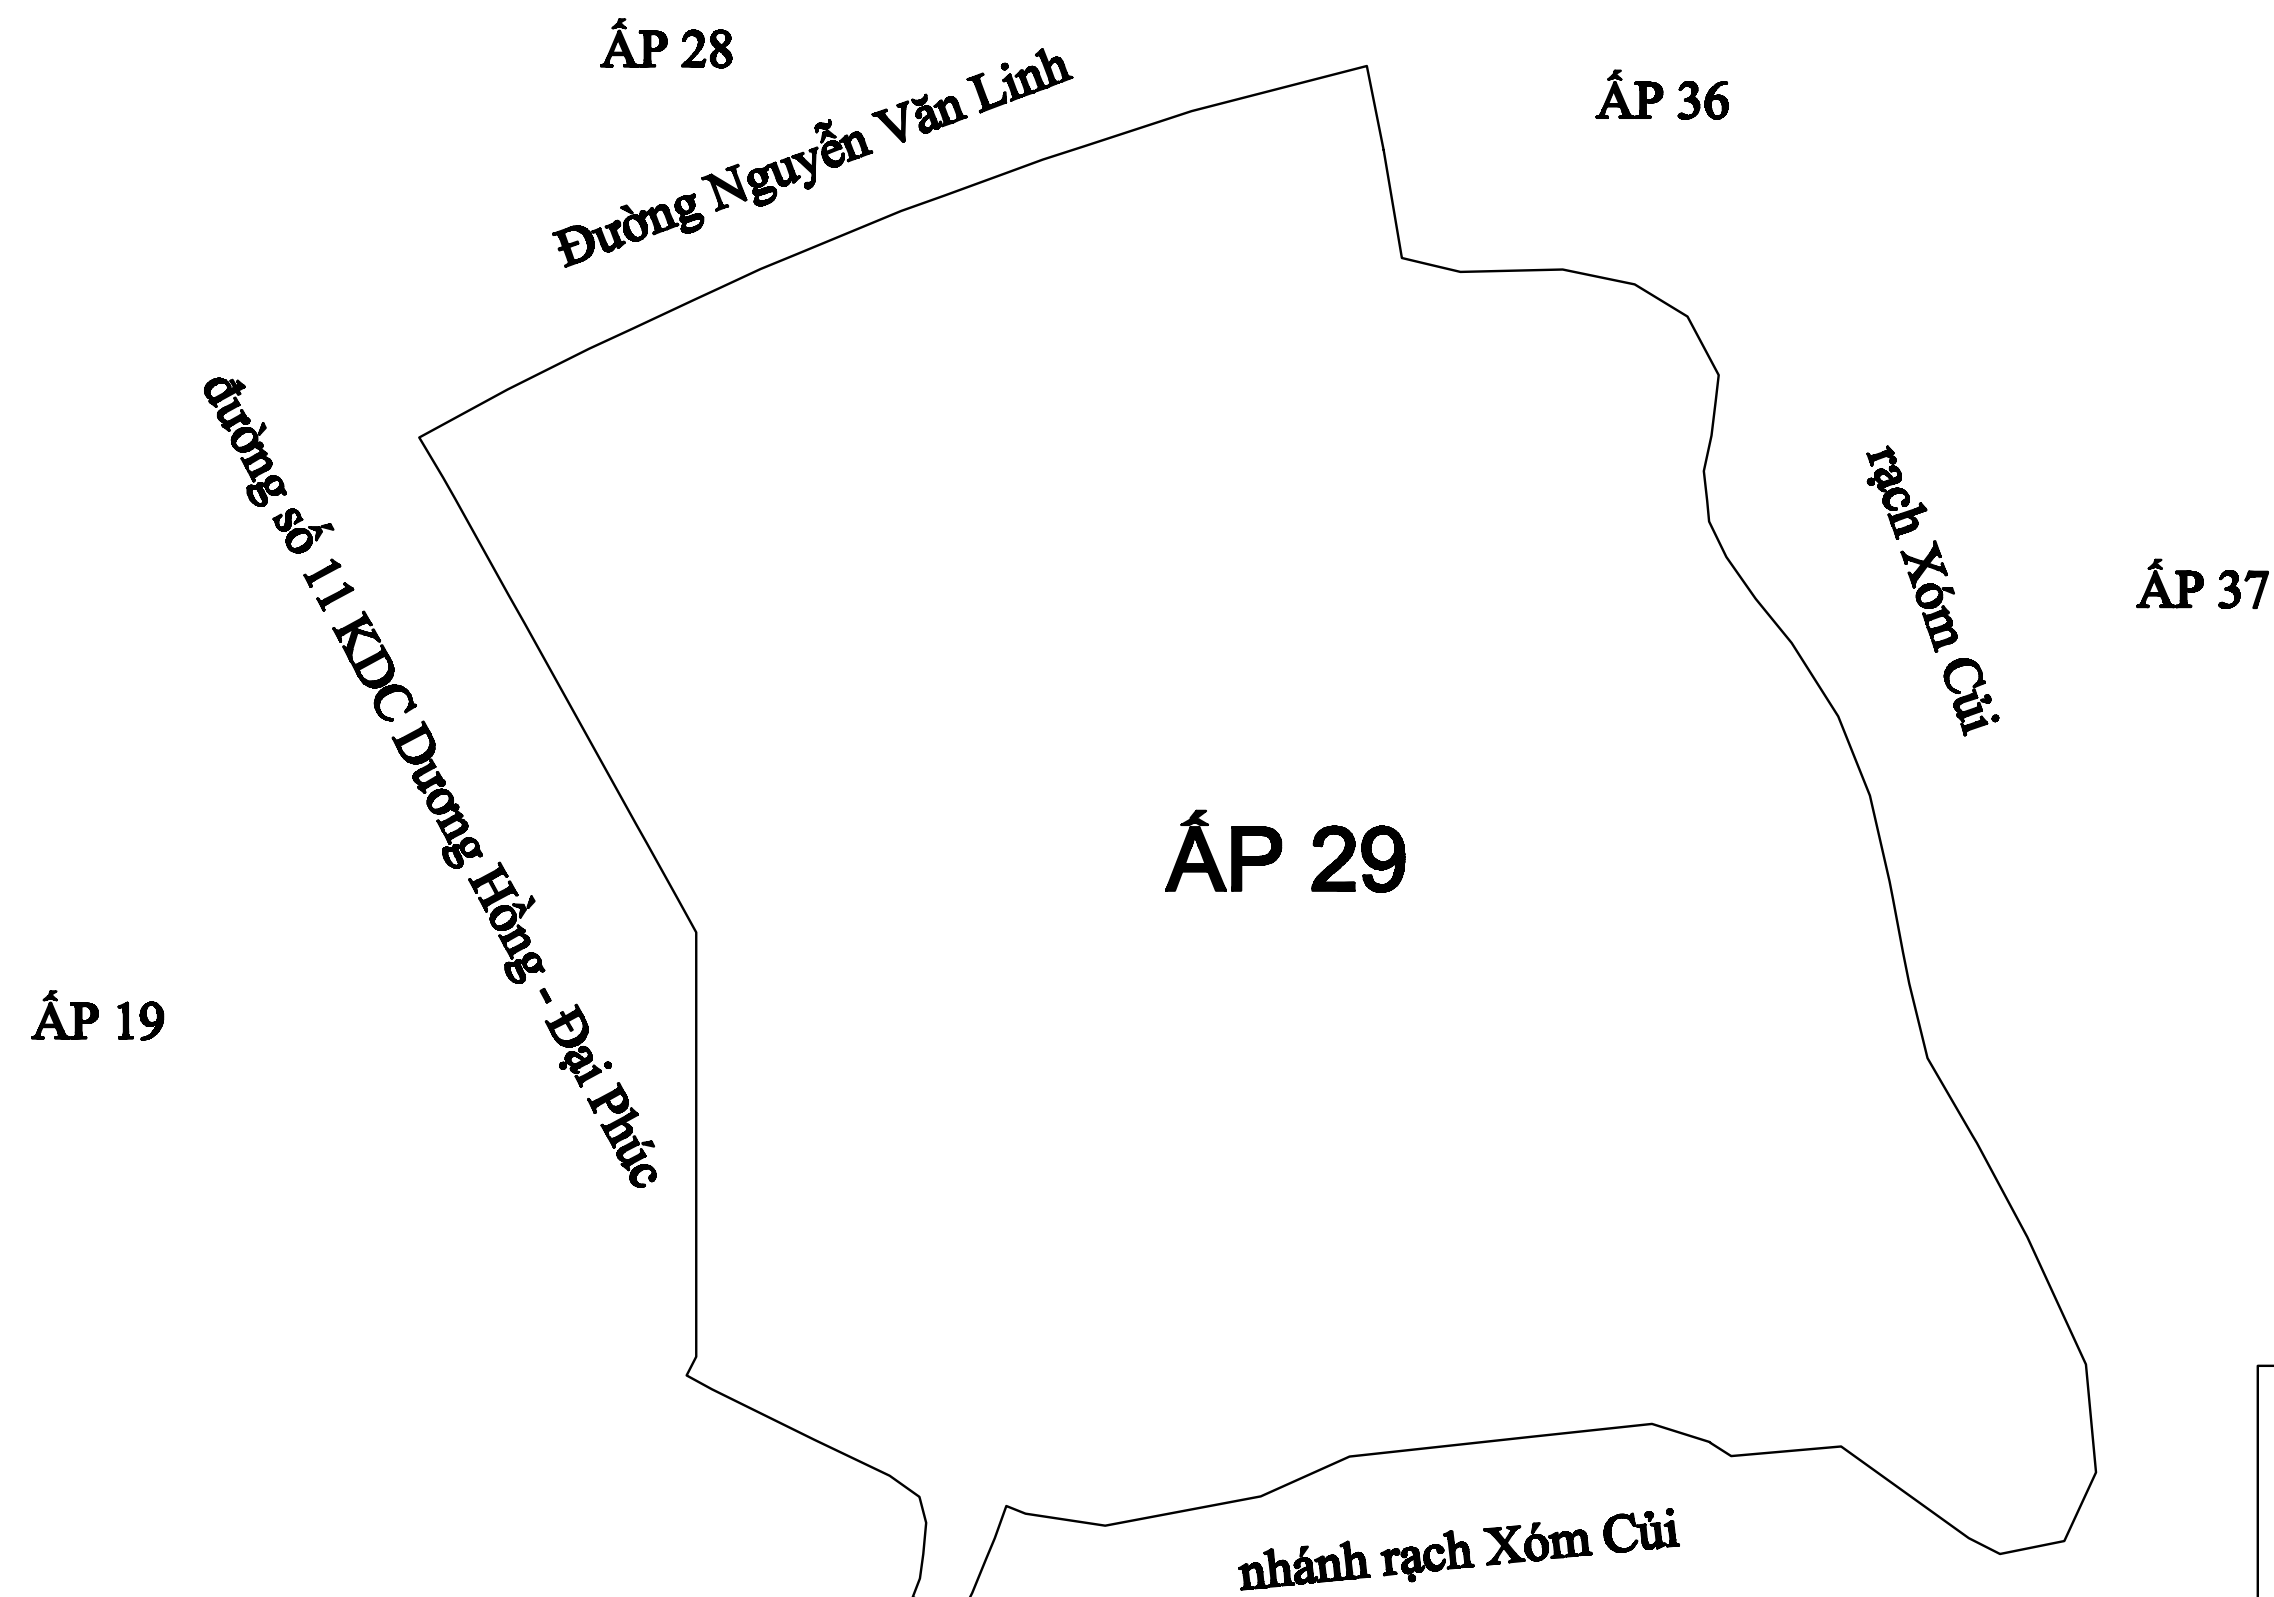 ẤP 28
Đường Nguyễn Văn Linh
ẤP 36
đường số 11 KDC Dương Hồng - Đại Phúc
rạch Xóm Củi
ẤP 37
ẤP 29
ẤP 19
nhánh rạch Xóm Củi